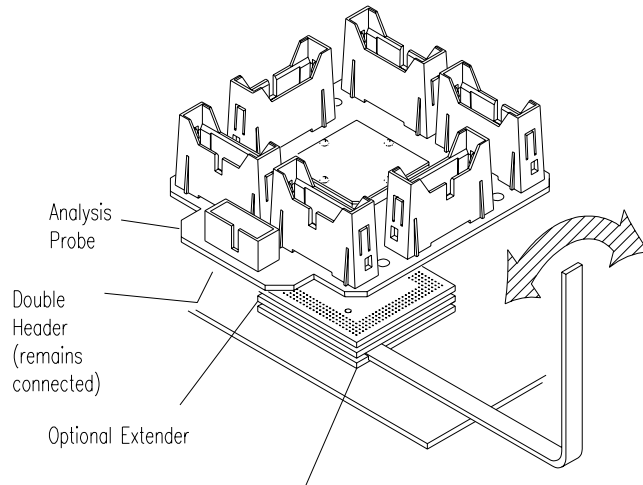 Analysis
Probe
Double
Header
(remains
connected)
Optional Extender